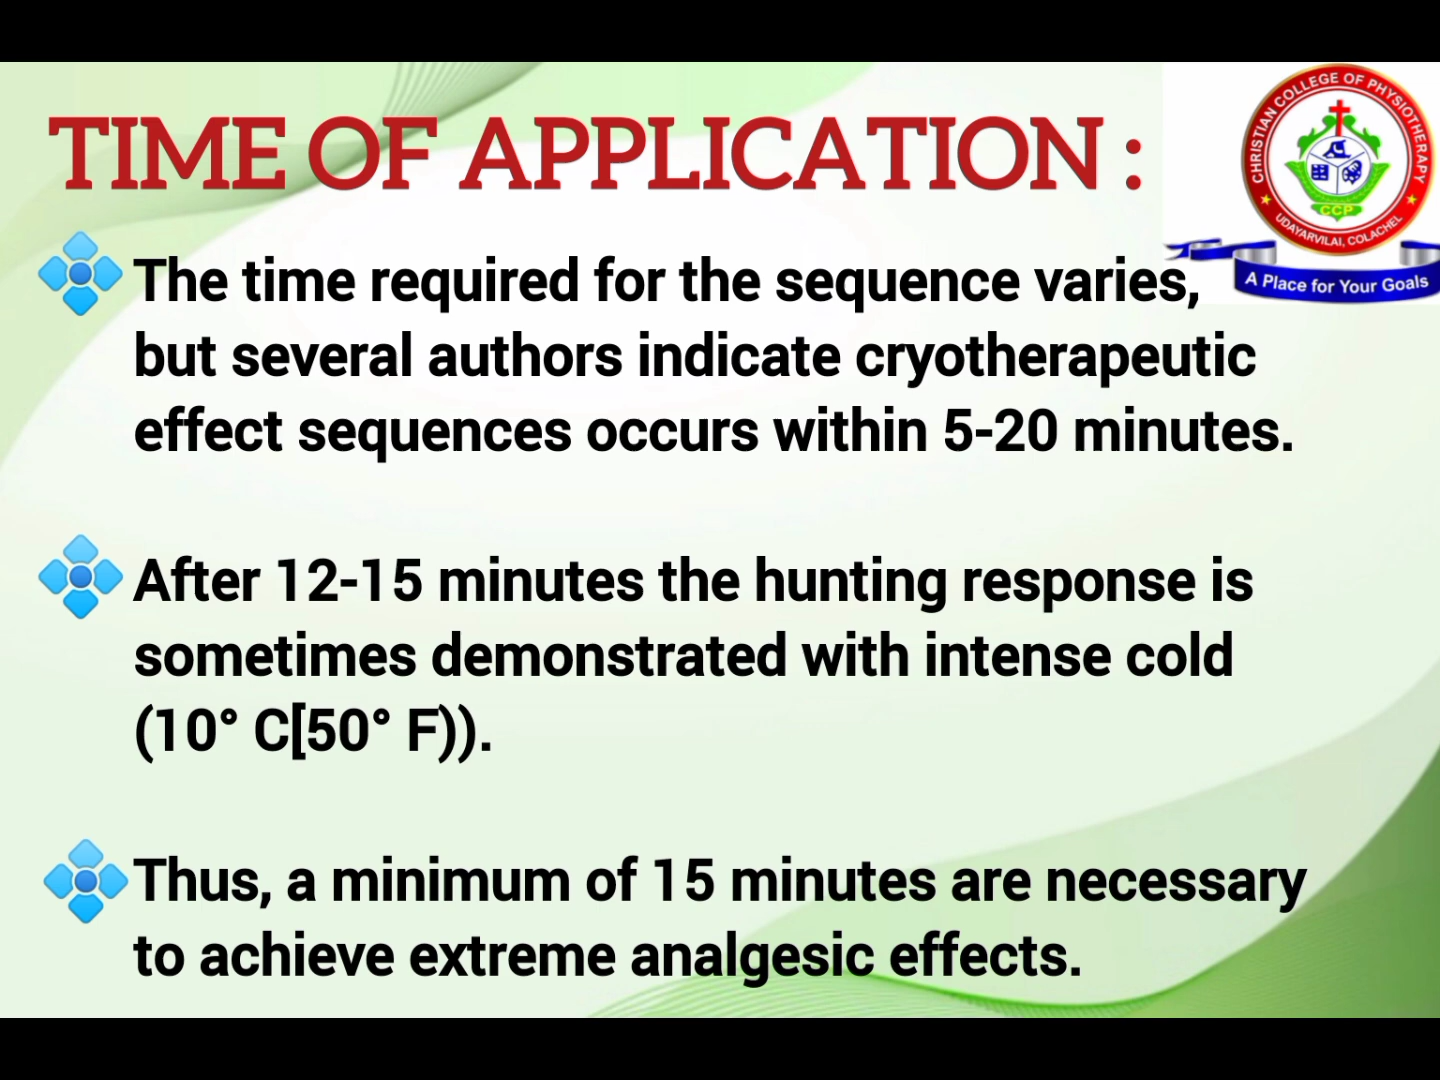 TIME OF APPLICATION :
CHRISTIAN COLLEGE OF PHYSIOTHERAPY
CCP
UDAYARVILAI, COLACHEL
A Place for Your Goals
The time required for the sequence varies,
but several authors indicate cryotherapeutic
effect sequences occurs within 5-20 minutes.
After 12-15 minutes the hunting response is
sometimes demonstrated with intense cold
(10° C[50° F)).
Thus, a minimum of 15 minutes are necessary
to achieve extreme analgesic effects.